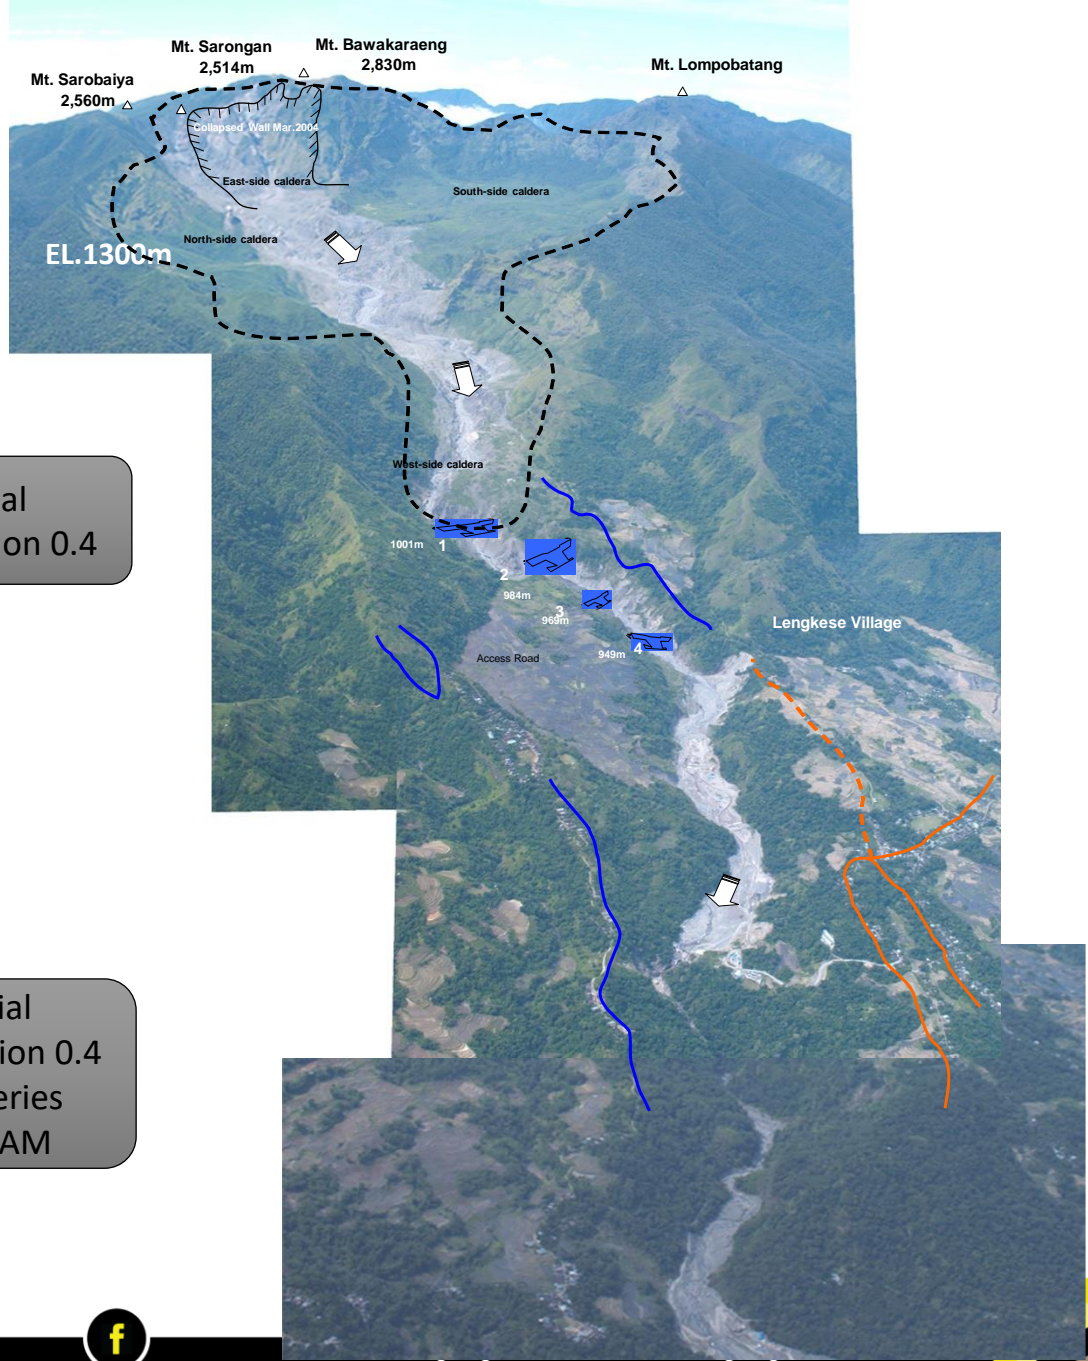 Mt. Sarongan
2,514m
Mt. Bawakaraeng
2,830m
Mt. Lompobatang
Mt. Sarobaiya
2,560m
Collapsed Wall Mar.2004
East-side caldera
South-side caldera
North-side caldera
EL.1300m
West-side caldera
al
on 0.4
1001m
1
2
984m
3
969m
949m
4
Lengkese Village
Access Road
ial
ion 0.4
eries
AM
f